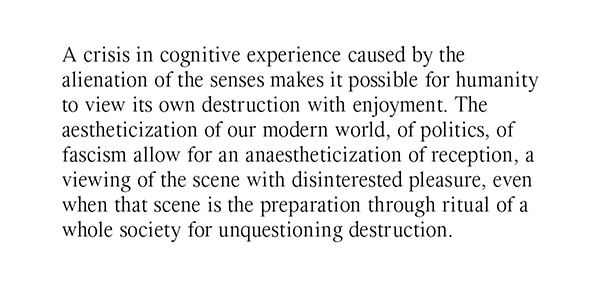 A crisis in cognitive experience caused by the
alienation of the senses makes it possible for humanity
to view its own destruction with enjoyment. The
aestheticization of our modern world, of politics, of
fascism allow for an anaestheticization of reception, a
viewing of the scene with disinterested pleasure, even
when that scene is the preparation through ritual of a
whole society for unquestioning destruction.